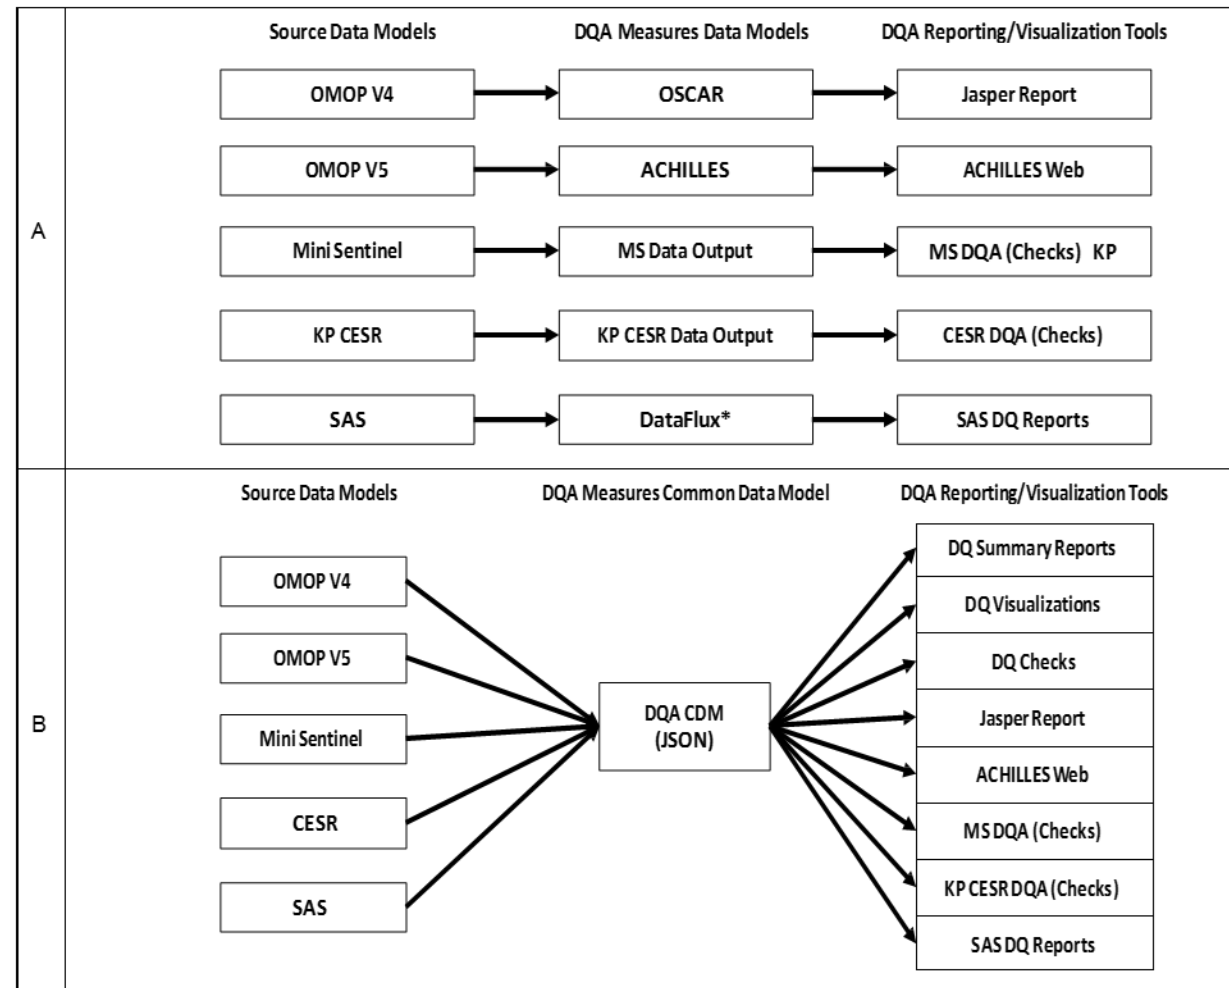 Source Data Models
DQA Measures Data Models
DQA Reporting/Visualization Tools
A
OMOP V4
OSCAR
Jasper Report
OMOP V5
ACHILLES
ACHILLES Web
Mini Sentinel
MS Data Output
MS DQA (Checks) KP
KP CESR
KP CESR Data Output
CESR DQA (Checks)
SAS
DataFlux*
SAS DQ Reports
B
Source Data Models
DQA Measures Common Data Model
DQA Reporting/Visualization Tools
OMOP V4
OMOP V5
Mini Sentinel
CESR
SAS
DQA CDM
(JSON)
DQ Summary Reports
DQ Visualizations
DQ Checks
Jasper Report
ACHILLES Web
MS DQA (Checks)
KP CESR DQA (Checks)
SAS DQ Reports